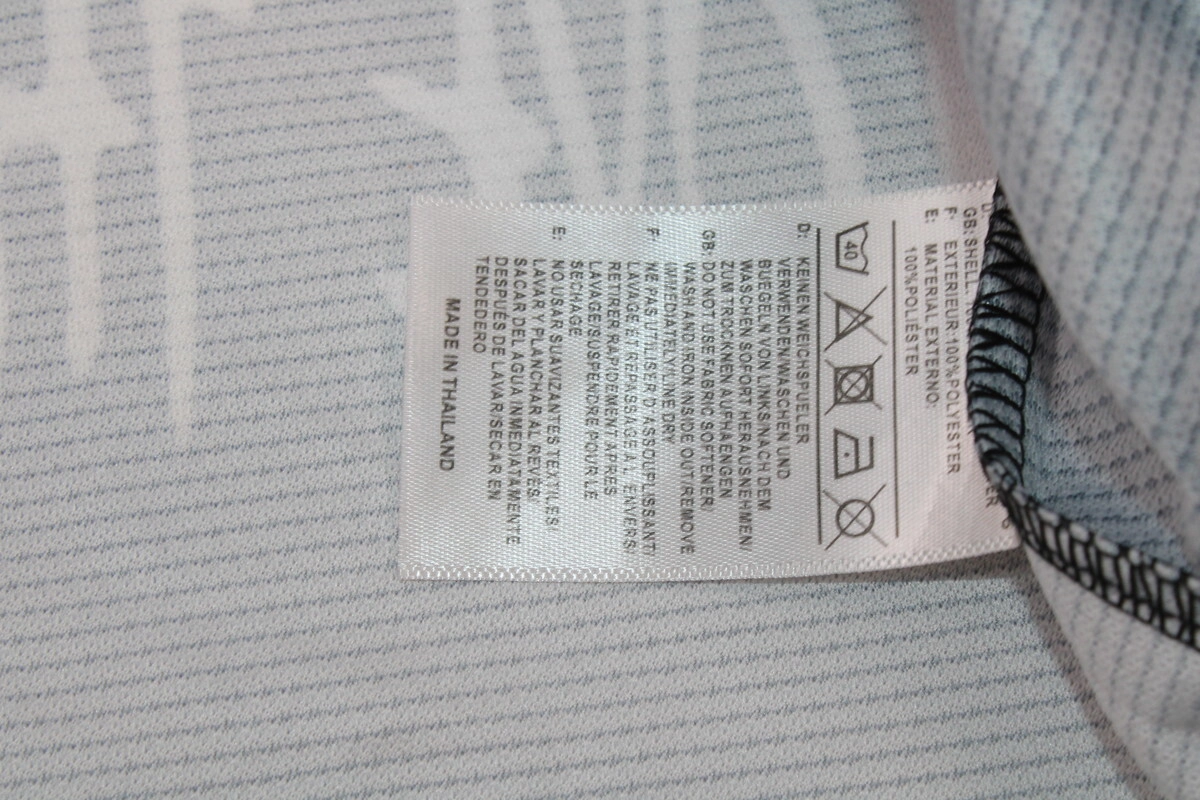 D:
GB: SHELL:
F: EXTERIEUR:100%POLYESTER
E: MATERIAL EXTERNO:
100%POLIÉSTER
40
D: KEINEN WEICHSPUELER
VERWENDEN/WASCHEN UND
BUEGELN VON LINKS/NACH DEM
WASCHEN SOFORT HERAUSNEHMEN/
ZUM TROCKNEN AUFHAENGEN
GB: DO NOT USE FABRIC SOFTENER/
WASH AND IRON INSIDE OUT/REMOVE
IMMEDIATELY/LINE DRY
F: NE PAS UTILISER D'ASSOUPLISSANT/
LAVAGE ET REPASSAGE AL ENVERS/
RETIRER RAPIDEMENT APRES
LAVAGE/SUSPENDRE POUR LE
SECHAGE
E: NO USAR SUAVIZANTES TEXTILES/
LAVAR Y PLANCHAR AL REVÉS/
SACAR DEL AGUA INMEDIATAMENTE
DESPUÉS DE LAVAR/SECAR EN
TENDEDERO
MADE IN THAILAND